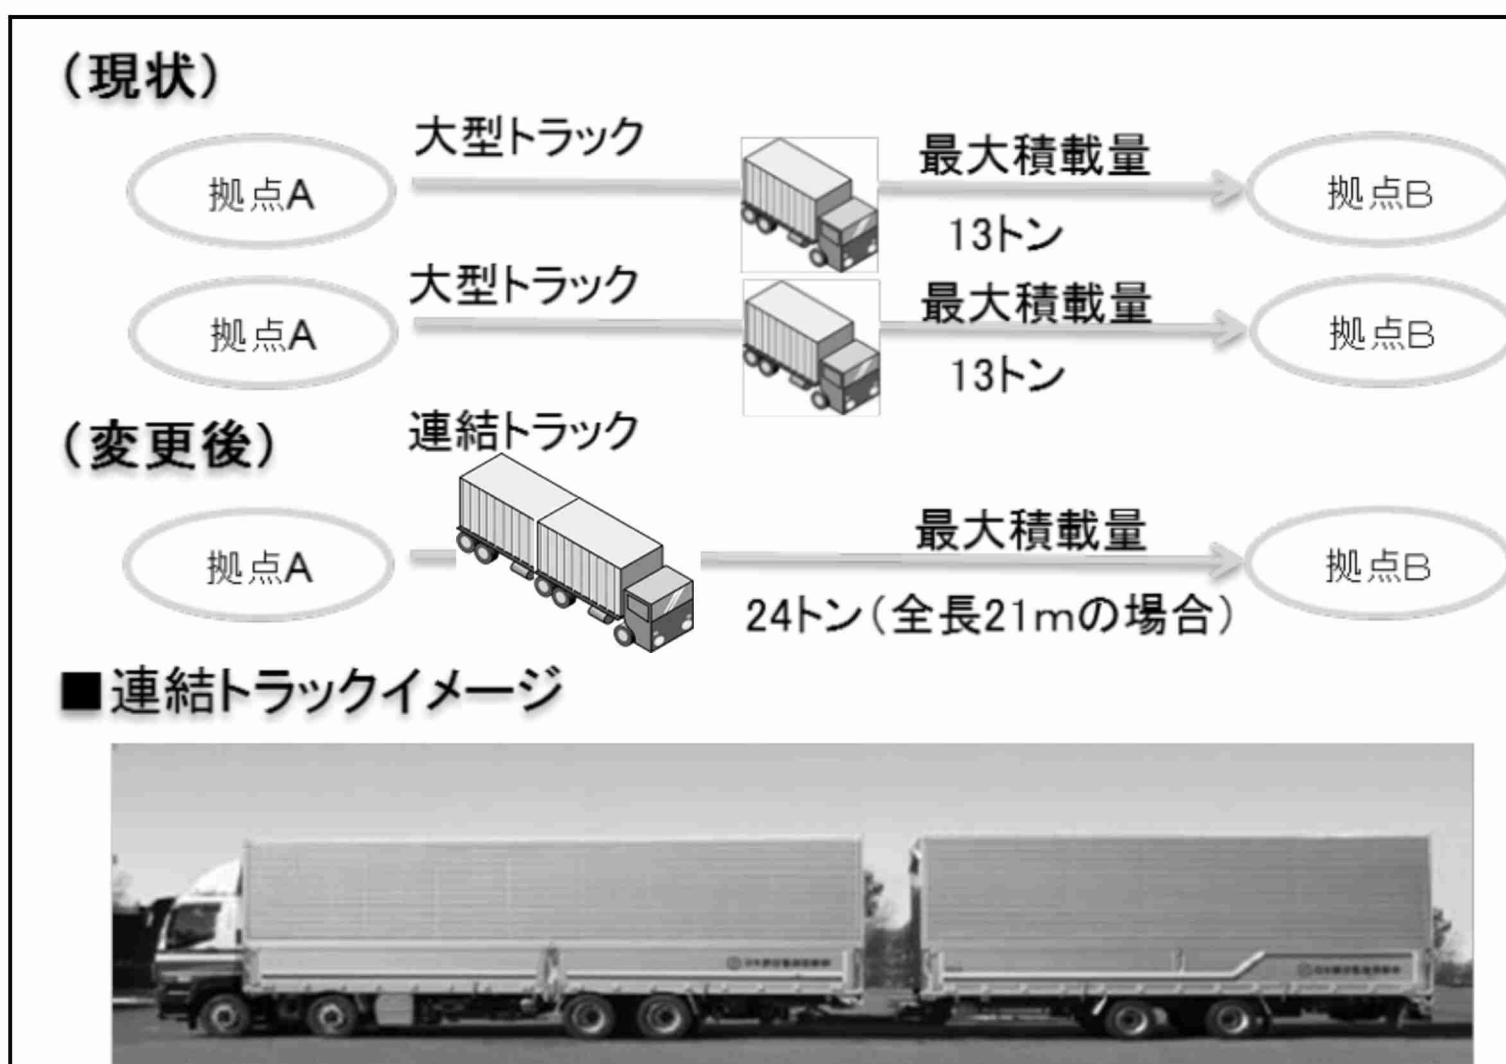 (現状)
大型トラック
拠点A
最大積載量
13トン
拠点B
大型トラック
拠点A
最大積載量
13トン
拠点B
(変更後)
連結トラック
拠点A
最大積載量
24トン(全長21mの場合)
拠点B
■連結トラックイメージ